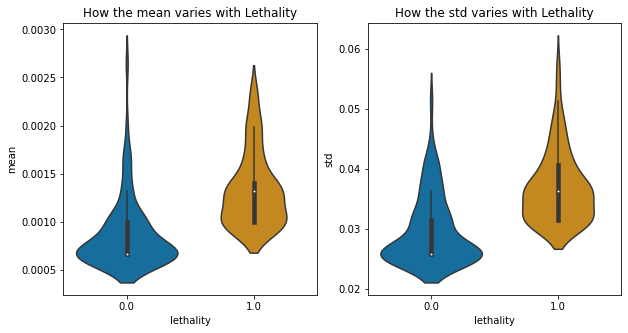 How the mean varies with Lethality
mean
0.0030
0.0025
0.0020
0.0015
0.0010
0.0005
0.0
1.0
lethality
How the std varies with Lethality
std
0.06
0.05
0.04
0.03
0.02
0.0
1.0
lethality